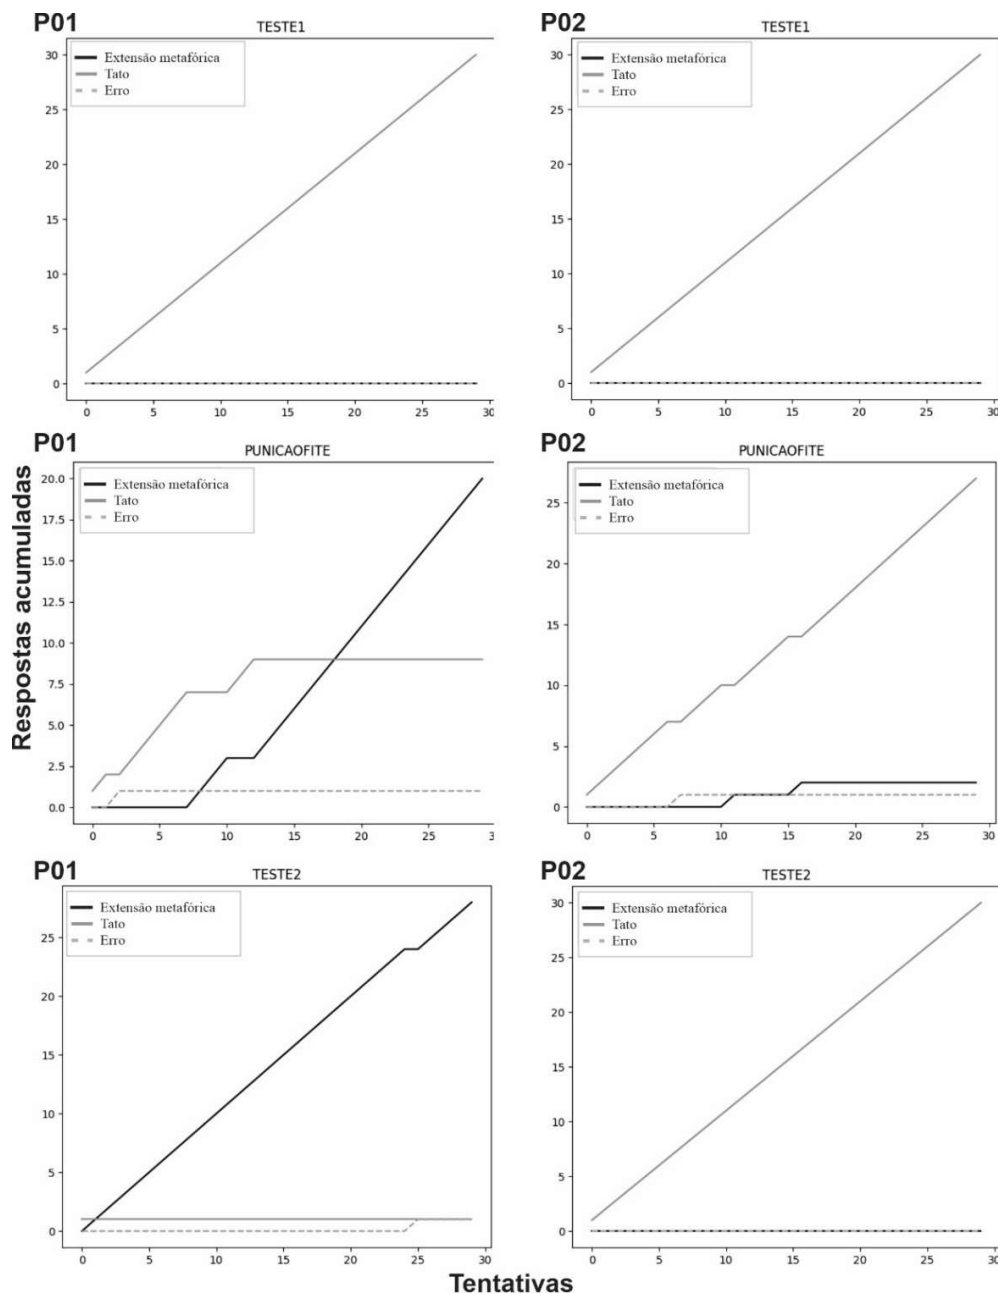 P01
TESTE1
Extensão metafórica
Tato
Erro
30
25
20
15
10
5
0
0 5 10 15 20 25 30
P02
TESTE1
Extensão metafórica
Tato
Erro
30
25
20
15
10
5
0
0 5 10 15 20 25 30
Respostas acumuladas
P01
PUNICAOFITE
Extensão metafórica
Tato
Erro
20.0
17.5
15.0
12.5
10.0
7.5
5.0
2.5
0.0
0 5 10 15 20 25 30
P02
PUNICAOFITE
Extensão metafórica
Tato
Erro
25
20
15
10
5
0
0 5 10 15 20 25 30
P01
TESTE2
Extensão metafórica
Tato
Erro
25
20
15
10
5
0
0 5 10 15 20 25 30
P02
TESTE2
Extensão metafórica
Tato
Erro
30
25
20
15
10
5
0
0 5 10 15 20 25 30
Tentativas